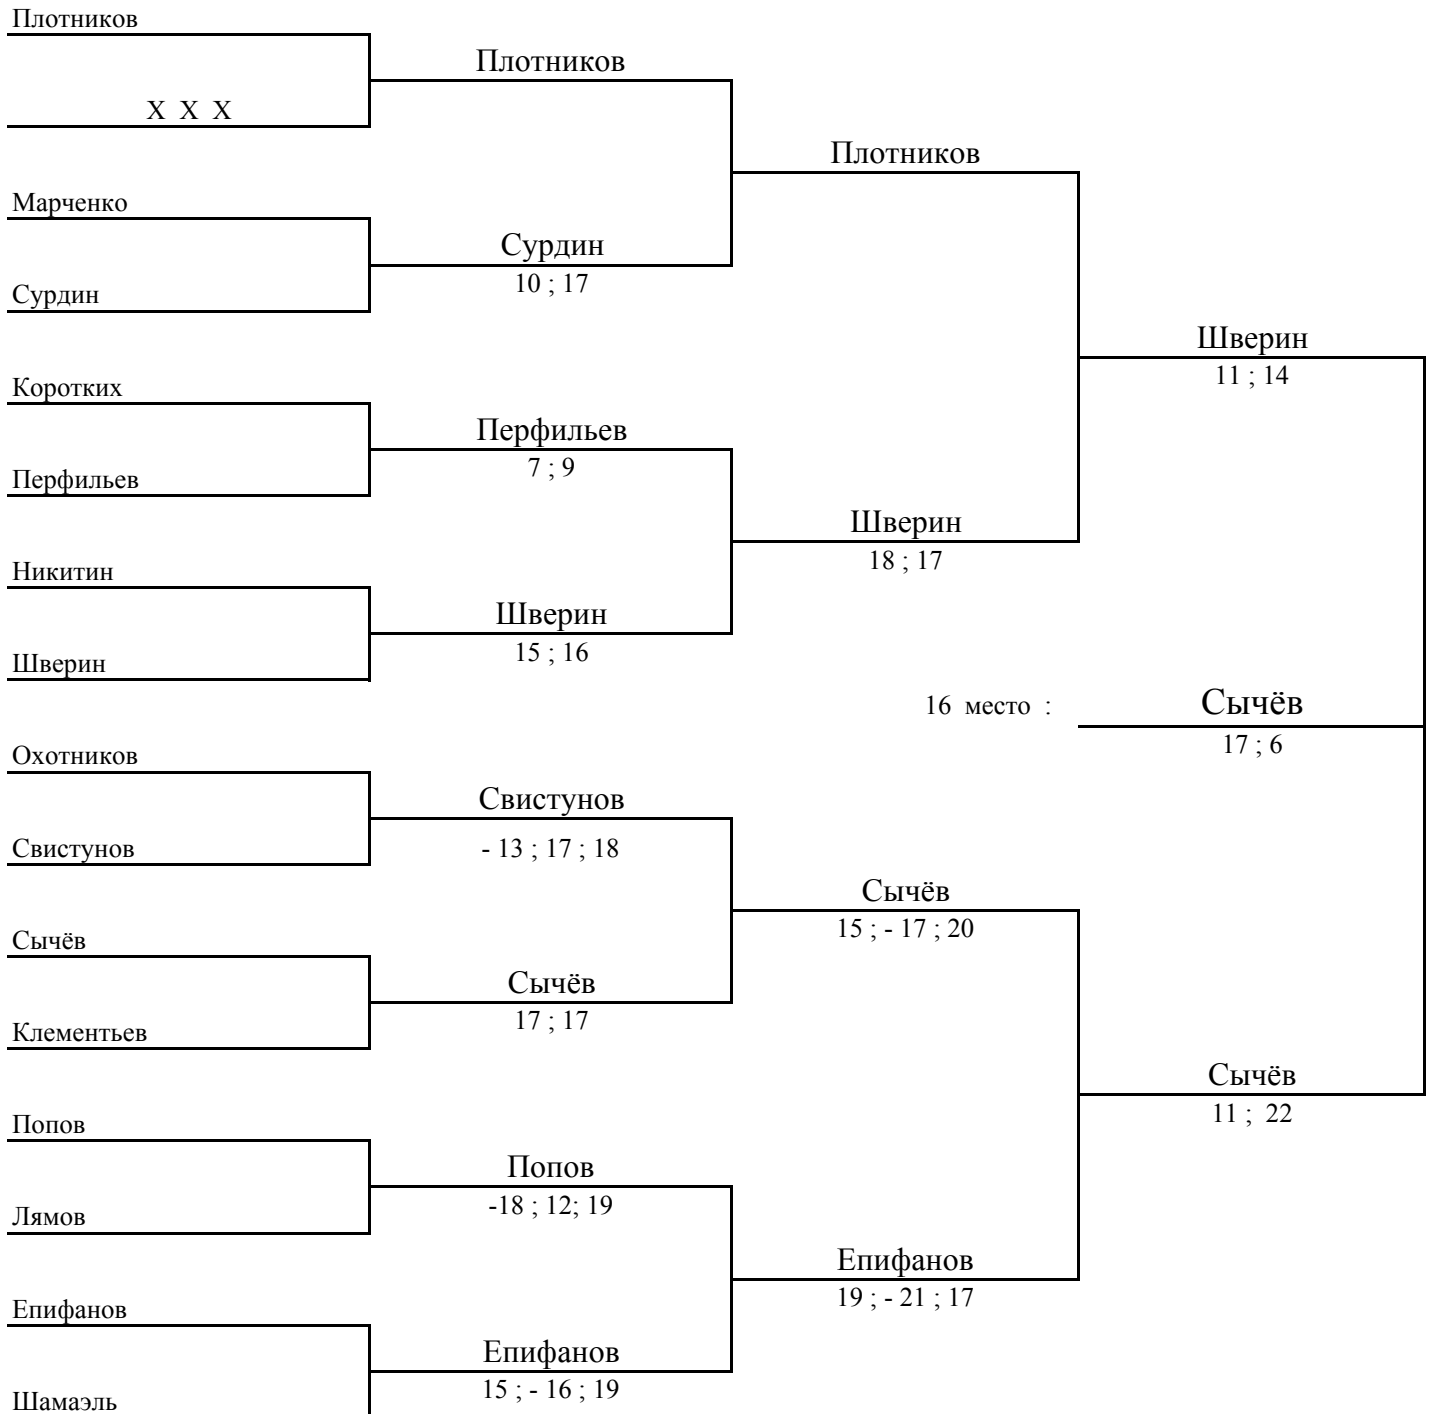 Плотников
Плотников
X X X
Плотников
Марченко
Сурдин
10 ; 17
Сурдин
Шверин
11 ; 14
Коротких
Перфильев
7 ; 9
Перфильев
Шверин
18 ; 17
Никитин
Шверин
15 ; 16
Шверин
16 место : Сычёв
17 ; 6
Охотников
Свистунов
- 13 ; 17 ; 18
Свистунов
Сычёв
15 ; - 17 ; 20
Сычёв
Сычёв
17 ; 17
Клементьев
Сычёв
11 ; 22
Попов
Попов
-18 ; 12; 19
Лямов
Епифанов
19 ; - 21 ; 17
Епифанов
Епифанов
15 ; - 16 ; 19
Шамаэль